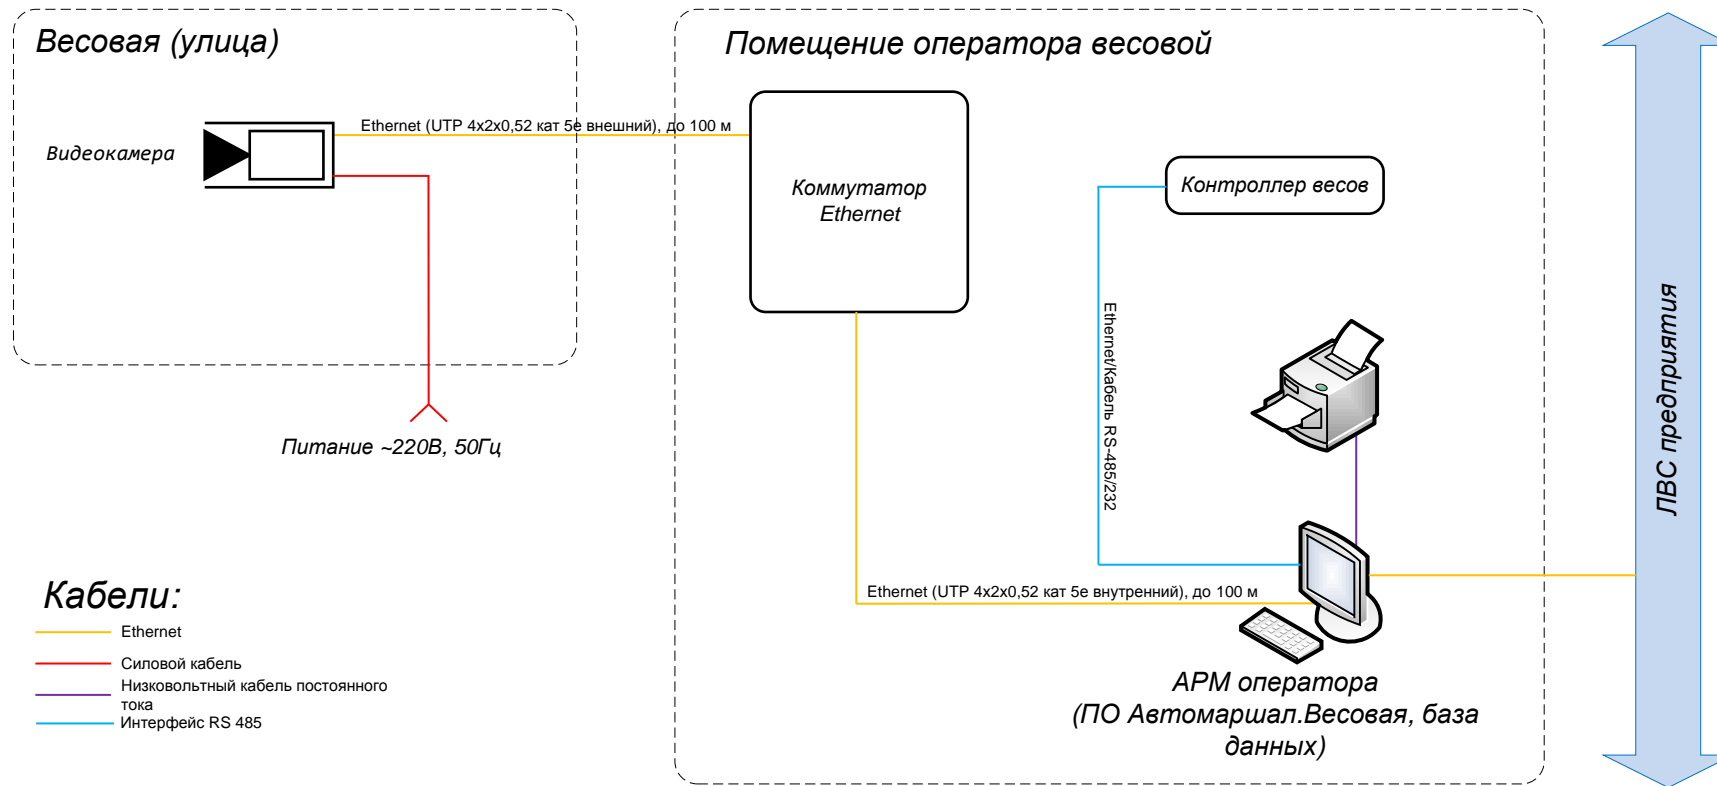 Весовая (улица)
Помещение оператора весовой
Видеокамера
Ethernet (UTP 4х2х0,52 кат 5е внешний), до 100 м
Коммутатор
Ethernet
Контроллер весов
Ethernet/Кабель RS-485/232
ЛВС предприятия
Питание ~220В, 50Гц
Ethernet (UTP 4х2х0,52 кат 5е внутренний), до 100 м
АРМ оператора
(ПО Автомаршал.Весовая, база
данных)
Кабели:
Ethernet
Силовой кабель
Низковольтный кабель постоянного
тока
Интерфейс RS 485